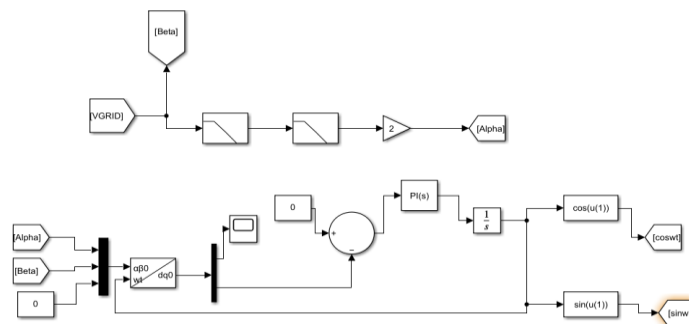 [Beta]
[VGRID]
2
[Alpha]
0
PI(s)
1
s
cos(u(1))
[coswt]
[Alpha]
[Beta]
0
αβ0
wt
dq0
+
−
sin(u(1))
[sinw